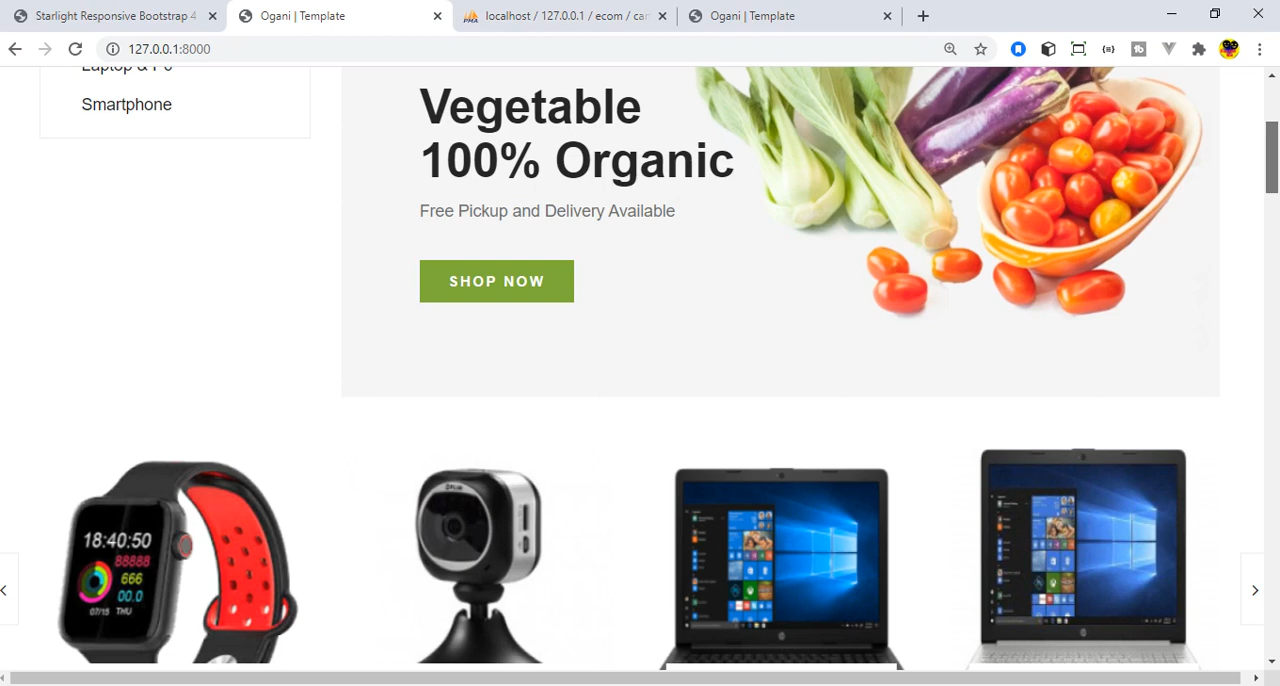 Starlight Responsive Bootstrap 4
Ogani | Template
localhost / 127.0.0.1 / ecom / car
Ogani | Template
127.0.0.1:8000
Smartphone
Vegetable
100% Organic
Free Pickup and Delivery Available
SHOP NOW
18:40:50
88888
666
00.0
07/15 THU